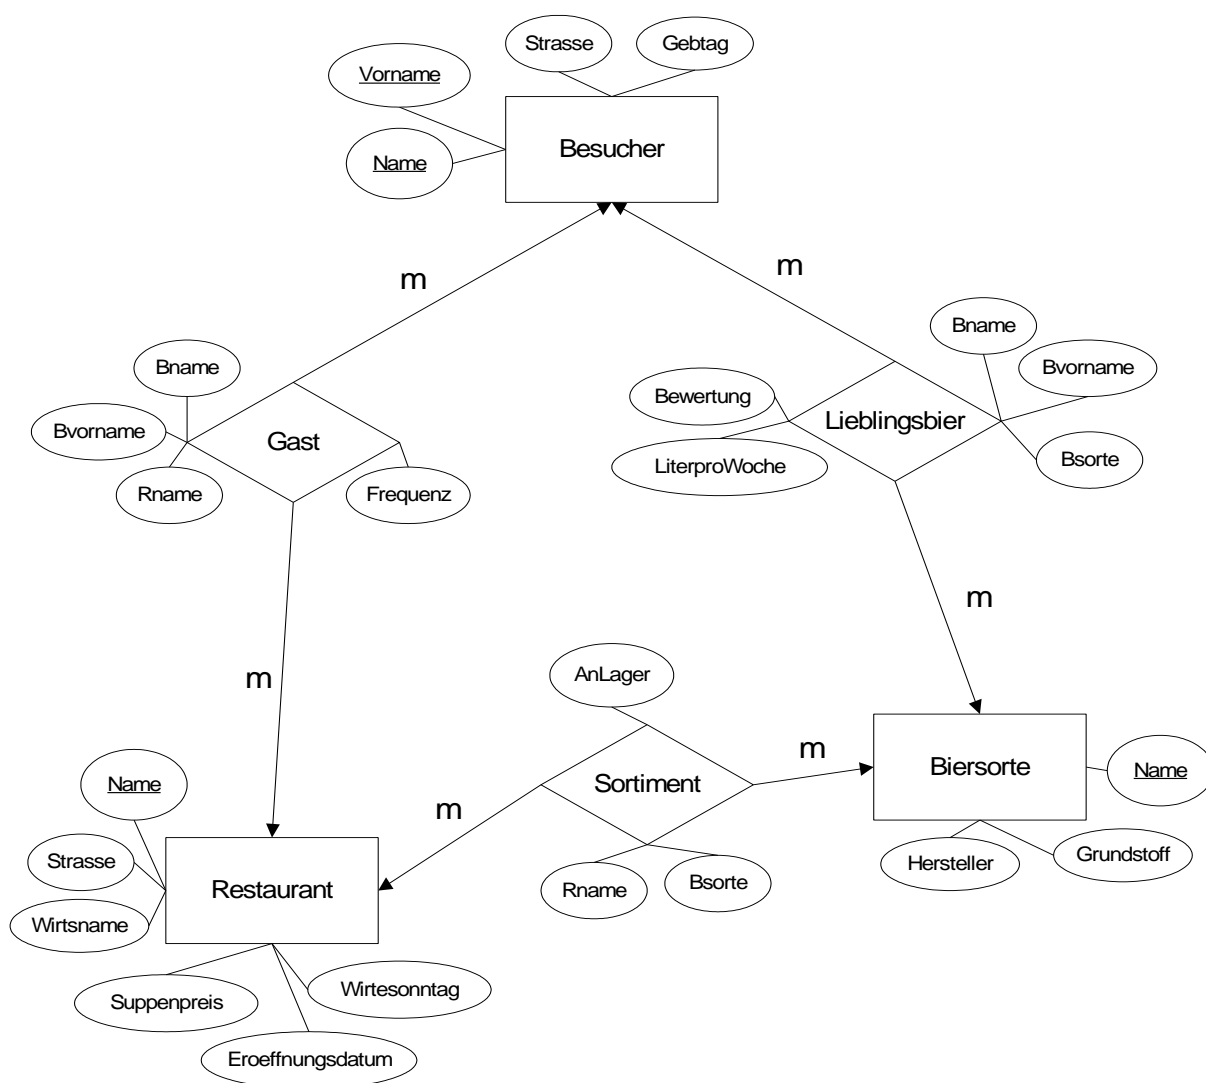 Strasse
Gebtag
Vorname
Besucher
Name
m
m
Bname
Bname
Bvorname
Bewertung
Bvorname
Gast
Lieblingsbier
LiterproWoche
Bsorte
Rname
Frequenz
m
m
AnLager
m
Name
Sortiment
Biersorte
Name
m
Strasse
Hersteller
Grundstoff
Restaurant
Rname
Bsorte
Wirtsname
Suppenpreis
Wirtesonntag
Eroeffnungsdatum